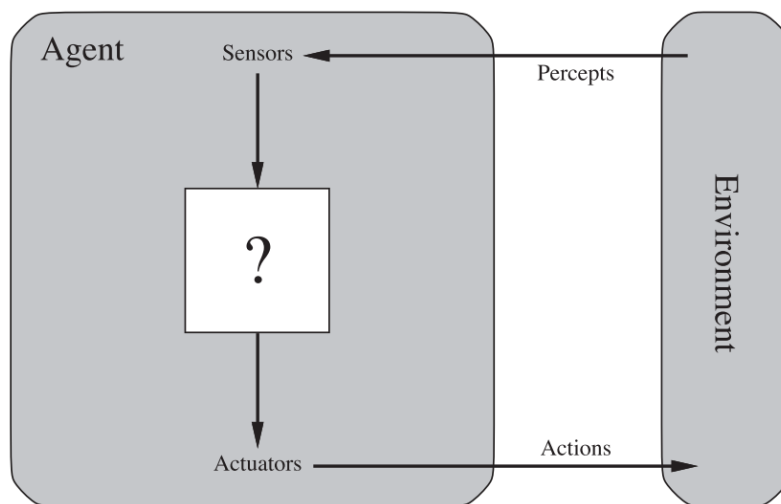 Agent
Sensors
Percepts
?
Environment
Actuators
Actions